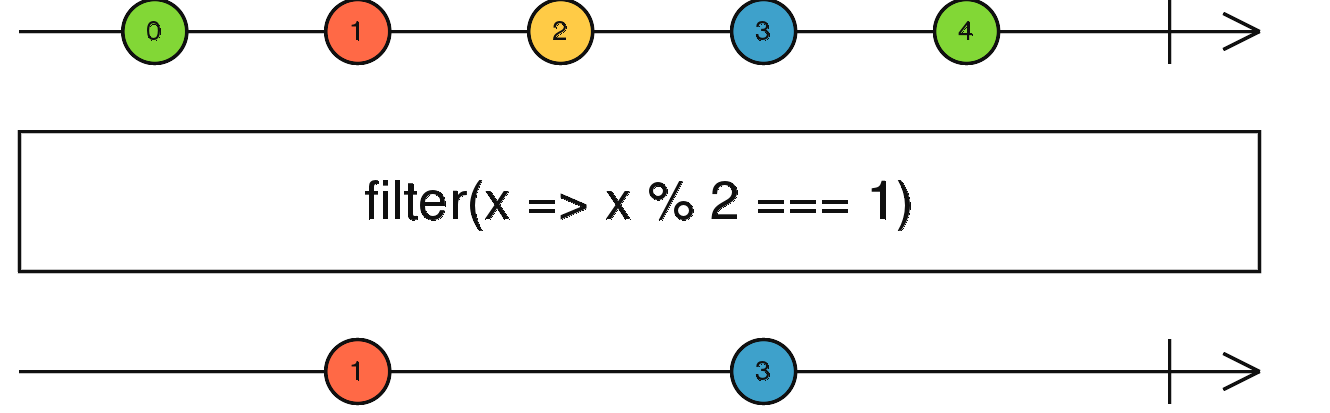 0 1 2 3 4
filter(x => x % 2 === 1)
1 3